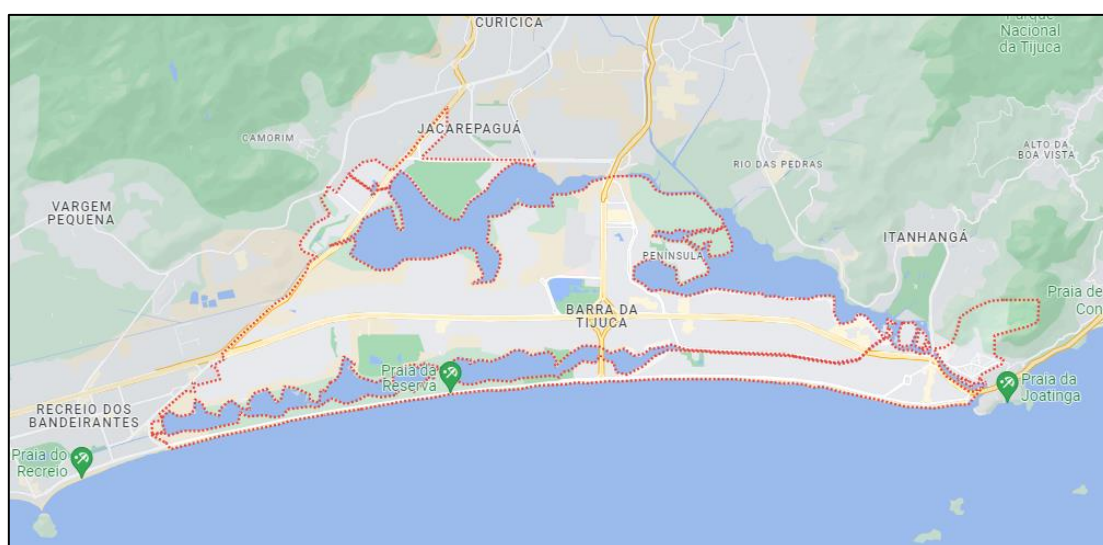 CURICICA
Parque
Nacional
da Tijuca
JACAREPAGUÁ
CAMORIM
ALTO DA
BOA VISTA
RIO DAS PEDRAS
VARGEM
PEQUENA
ITANHANGÁ
PENÍNSULA
Praia de
Con
BARRA DA
TIJUCA
Praia da
Reserva
Praia da
Joatinga
RECREIO DOS
BANDEIRANTES
Praia do
Recreio